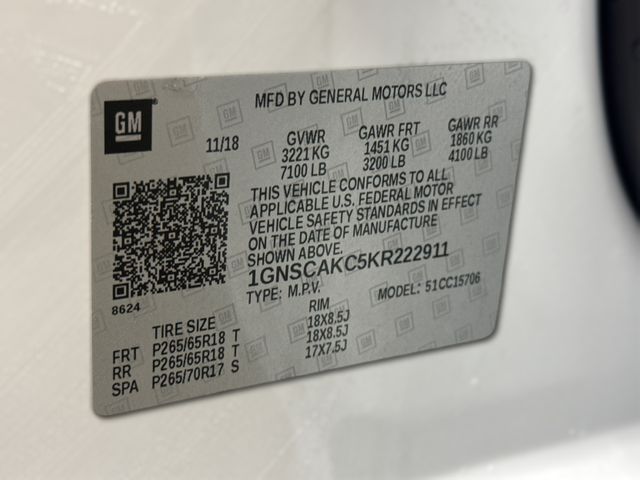 GM
MFD BY GENERAL MOTORS LLC
11/18 GVWR GAWR FRT GAWR RR
3221 KG 1451 KG 1860 KG
7100 LB 3200 LB 4100 LB
THIS VEHICLE CONFORMS TO ALL
APPLICABLE U.S. FEDERAL MOTOR
VEHICLE SAFETY STANDARDS IN EFFECT
ON THE DATE OF MANUFACTURE
SHOWN ABOVE.
1GNSCAKC5KR222911
TYPE: M.P.V. MODEL: 51CC15706
8624
TIRE SIZE RIM
FRT P265/65R18 T 18X8.5J
RR P265/65R18 T 18X8.5J
SPA P265/70R17 S 17X7.5J